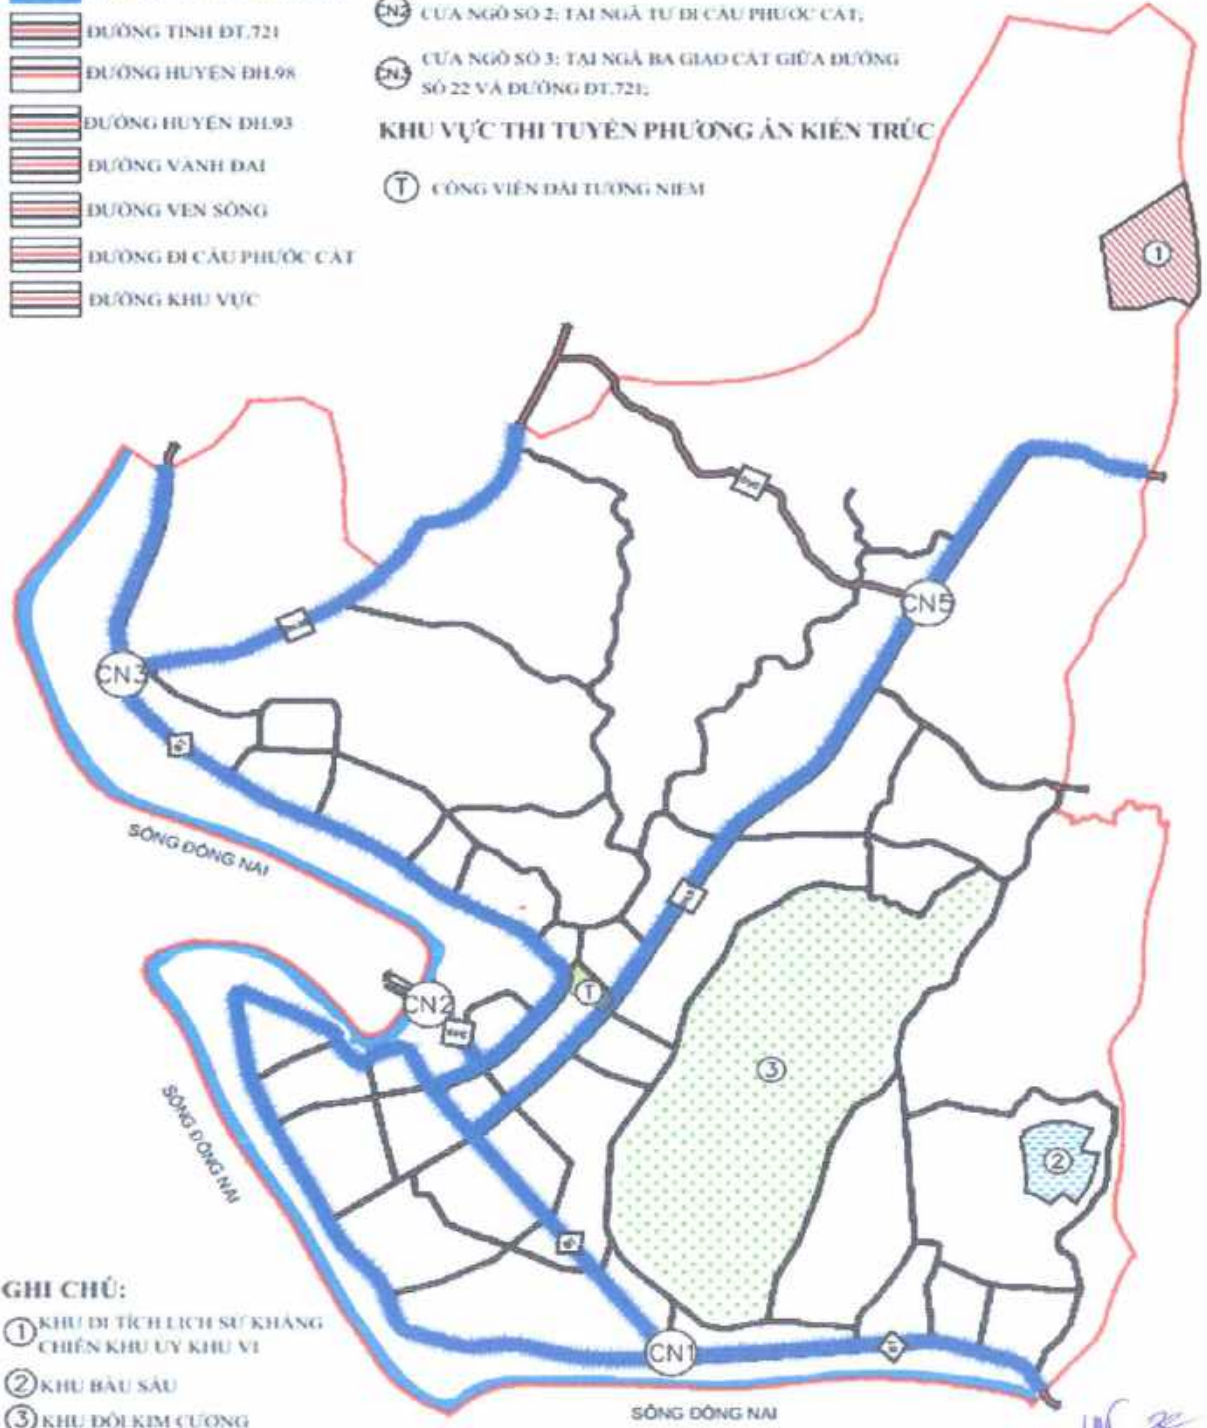 ĐƯỜNG TỈNH ĐT.721
ĐƯỜNG HUYỆN ĐH.98
ĐƯỜNG HUYỆN ĐH.93
ĐƯỜNG VÀNH ĐAI
ĐƯỜNG VEN SÔNG
ĐƯỜNG ĐI CẦU PHƯỚC CÁT
ĐƯỜNG KHU VỰC
CN2 CỬA NGÕ SỐ 2: TẠI NGÃ TƯ ĐI CẦU PHƯỚC CÁT;
CN3 CỬA NGÕ SỐ 3: TẠI NGÃ BA GIAO CẮT GIỮA ĐƯỜNG
SỐ 22 VÀ ĐƯỜNG ĐT.721;
KHU VỰC THI TUYỂN PHƯƠNG ÁN KIẾN TRÚC
T CÔNG VIÊN ĐÀI TƯỞNG NIỆM
1
CN5
CN3
SÔNG ĐỒNG NAI
T
CN2
3
SÔNG ĐỒNG NAI
2
CN1
SÔNG ĐỒNG NAI
GHI CHÚ:
1 KHU DI TÍCH LỊCH SỬ KHÁNG
CHIẾN KHU ỦY KHU VI
2 KHU BÀU SẤU
3 KHU ĐỒI KIM CƯƠNG